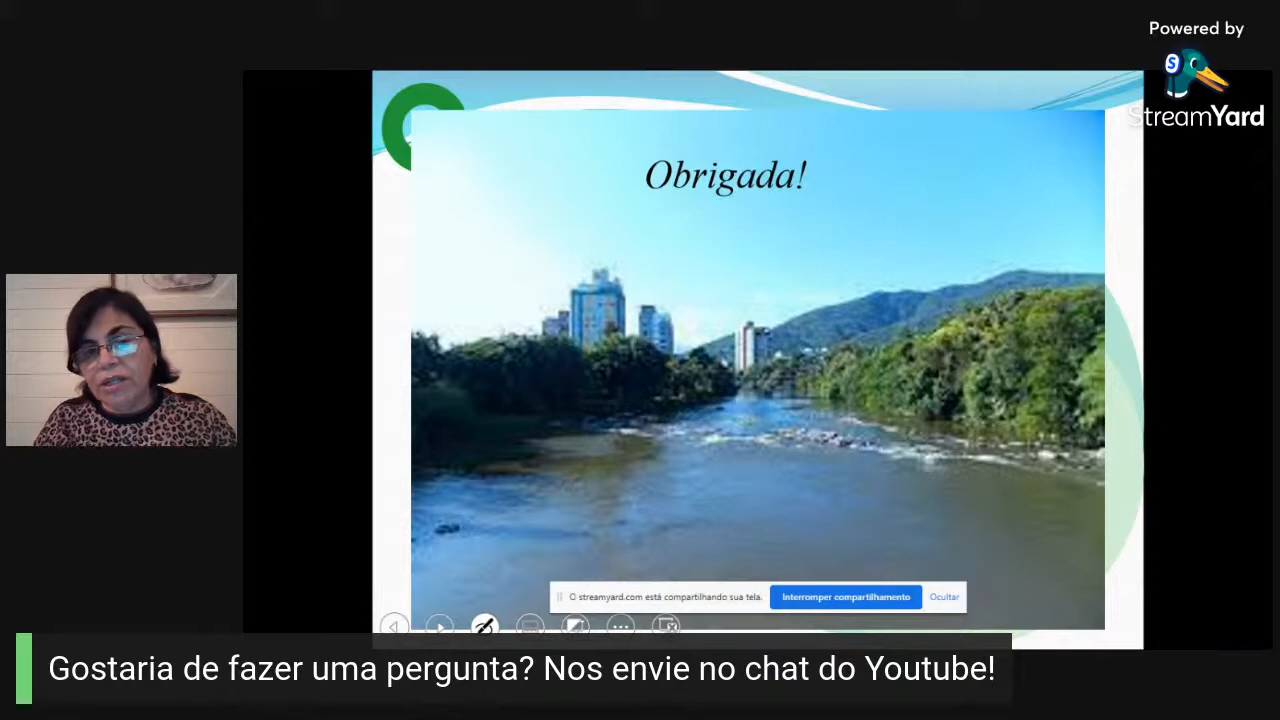 Powered by
S
StreamYard
Obrigada!
O streamyard.com está compartilhando sua tela.
Interromper compartilhamento
Ocultar
Gostaria de fazer uma pergunta? Nos envie no chat do Youtube!